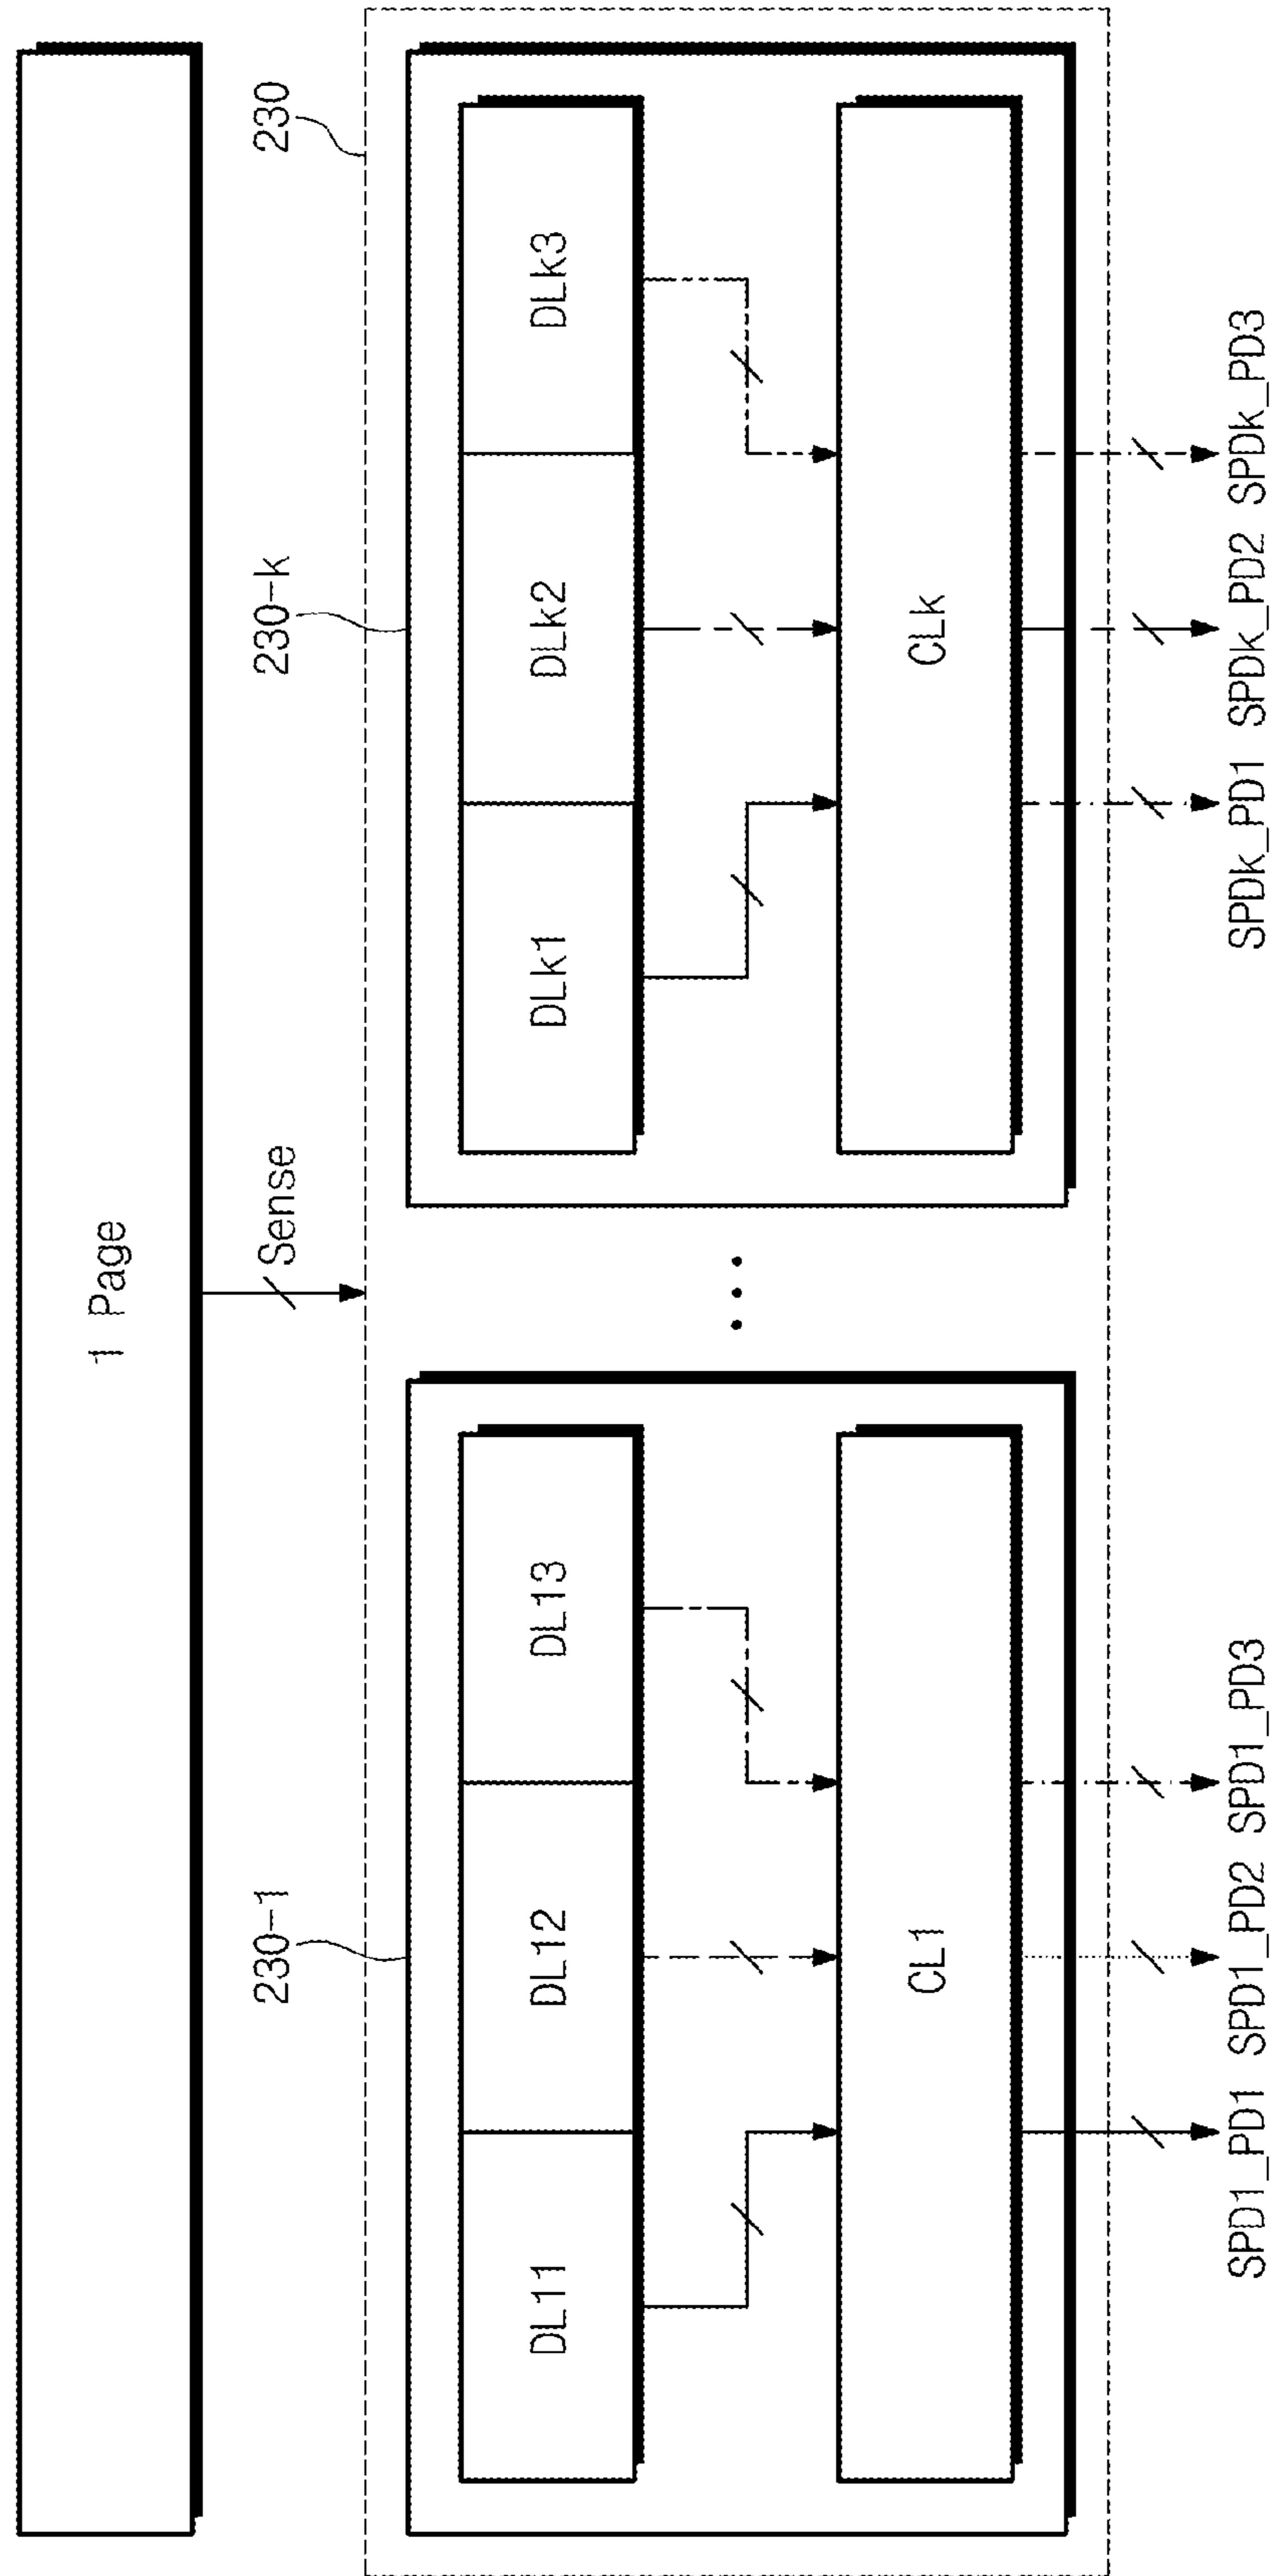 1 Page
Sense
230
230-1
230-k
DL11
DL12
DL13
DLk1
DLk2
DLk3
CL1
CLk
SPD1_PD1 SPD1_PD2 SPD1_PD3
SPDk_PD1 SPDk_PD2 SPDk_PD3